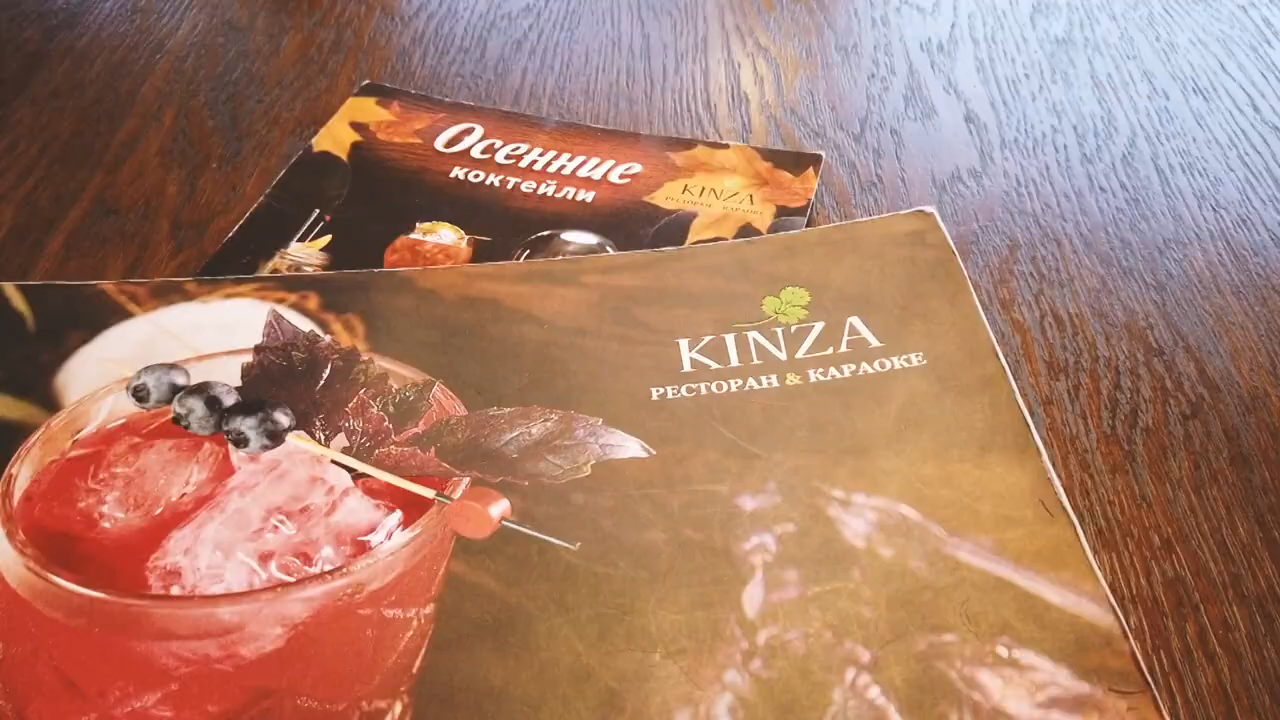 Осенние
коктейли
KINZA
РЕСТОРАН КАРАОКЕ
KINZA
РЕСТОРАН & КАРАОКЕ